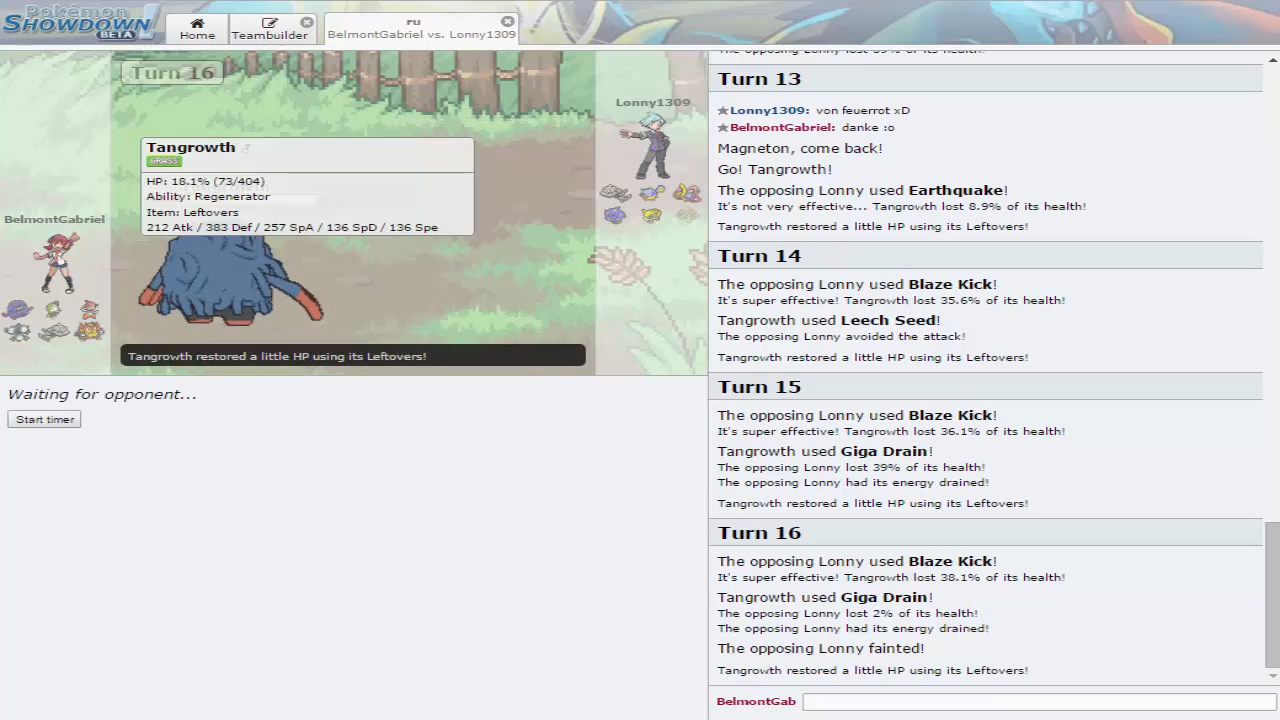 Pokémon
SHOWDOWN!
BETA
Home
Teambuilder
ru
BelmontGabriel vs. Lonny1309
Turn 16
Lonny1309
Tangrowth
GRASS
HP: 18.1% (73/404)
Ability: Regenerator
Item: Leftovers
212 Atk / 383 Def / 257 SpA / 136 SpD / 136 Spe
BelmontGabriel
Tangrowth restored a little HP using its Leftovers!
Waiting for opponent...
Start timer
The opposing Lonny lost 39% of its health!
Turn 13
★Lonny1309: von feuerrot xD
★BelmontGabriel: danke :o
Magneton, come back!
Go! Tangrowth!
The opposing Lonny used Earthquake!
It's not very effective... Tangrowth lost 8.9% of its health!
Tangrowth restored a little HP using its Leftovers!
Turn 14
The opposing Lonny used Blaze Kick!
It's super effective! Tangrowth lost 35.6% of its health!
Tangrowth used Leech Seed!
The opposing Lonny avoided the attack!
Tangrowth restored a little HP using its Leftovers!
Turn 15
The opposing Lonny used Blaze Kick!
It's super effective! Tangrowth lost 36.1% of its health!
Tangrowth used Giga Drain!
The opposing Lonny lost 39% of its health!
The opposing Lonny had its energy drained!
Tangrowth restored a little HP using its Leftovers!
Turn 16
The opposing Lonny used Blaze Kick!
It's super effective! Tangrowth lost 38.1% of its health!
Tangrowth used Giga Drain!
The opposing Lonny lost 2% of its health!
The opposing Lonny had its energy drained!
The opposing Lonny fainted!
Tangrowth restored a little HP using its Leftovers!
BelmontGab